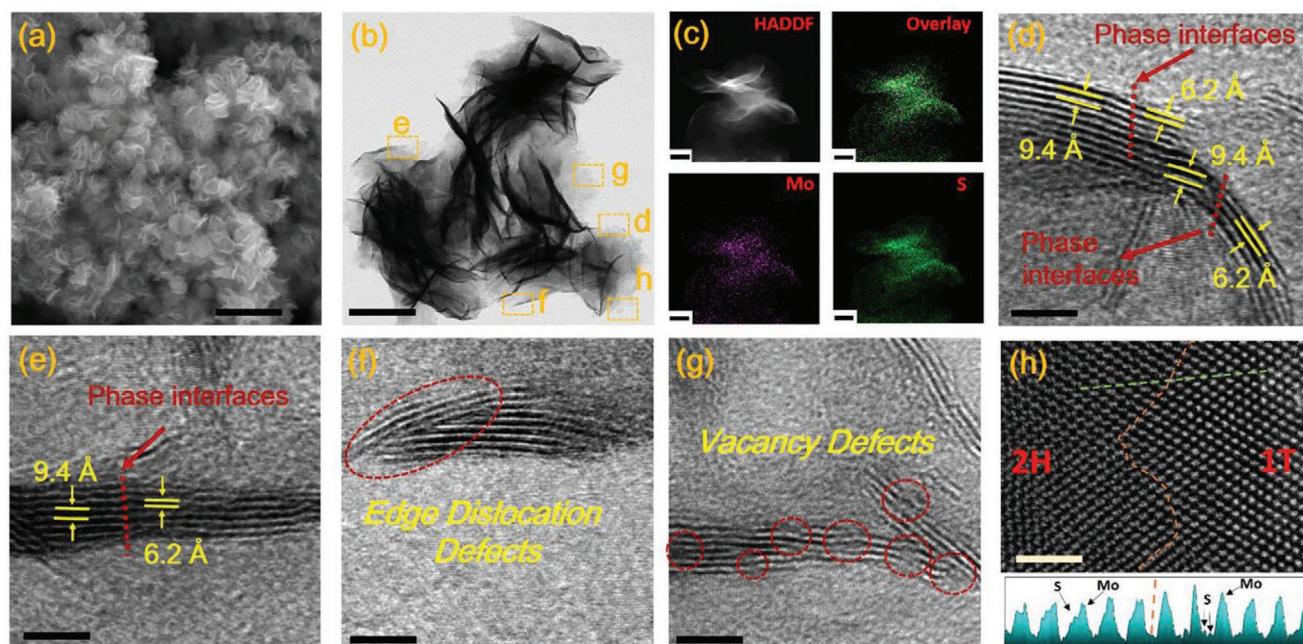 (a)
(b)
e
g
d
h
f
(c)
HADDF
Overlay
Mo
S
(d)
Phase interfaces
6.2 Å
9.4 Å
9.4 Å
Phase
interfaces
6.2 Å
(e)
Phase interfaces
9.4 Å
6.2 Å
(f)
Edge Dislocation
Defects
(g)
Vacancy Defects
(h)
2H
1T
S
Mo
S
Mo